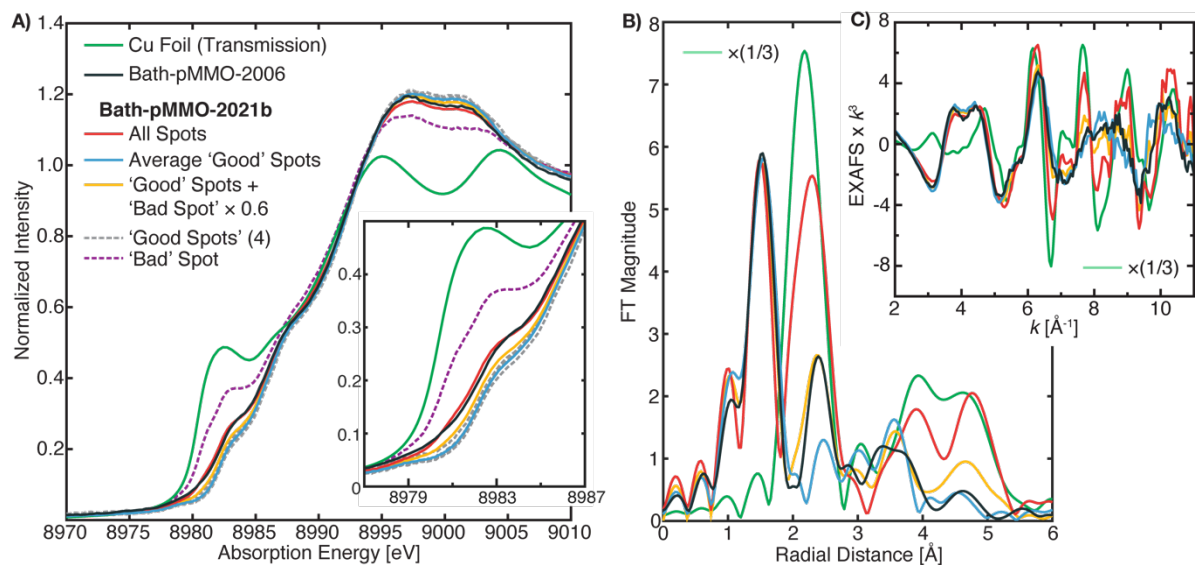 A)
1.4
1.2
1.0
0.8
0.6
0.4
0.2
Normalized Intensity
Cu Foil (Transmission)
Bath-pMMO-2006
Bath-pMMO-2021b
All Spots
Average ‘Good’ Spots
‘Good’ Spots +
‘Bad Spot’ × 0.6
‘Good Spots’ (4)
‘Bad’ Spot
0.4
0.3
0.2
0.1
0
8979 8983 8987
8970 8975 8980 8985 8990 8995 9000 9005 9010
Absorption Energy [eV]
B)
×(1/3)
8
7
6
5
4
3
2
1
0
FT Magnitude
0 1 2 3 4 5 6
Radial Distance [Å]
C)
8
4
0
-4
-8
EXAFS x k³
×(1/3)
2 4 6 8 10
k [Å⁻¹]